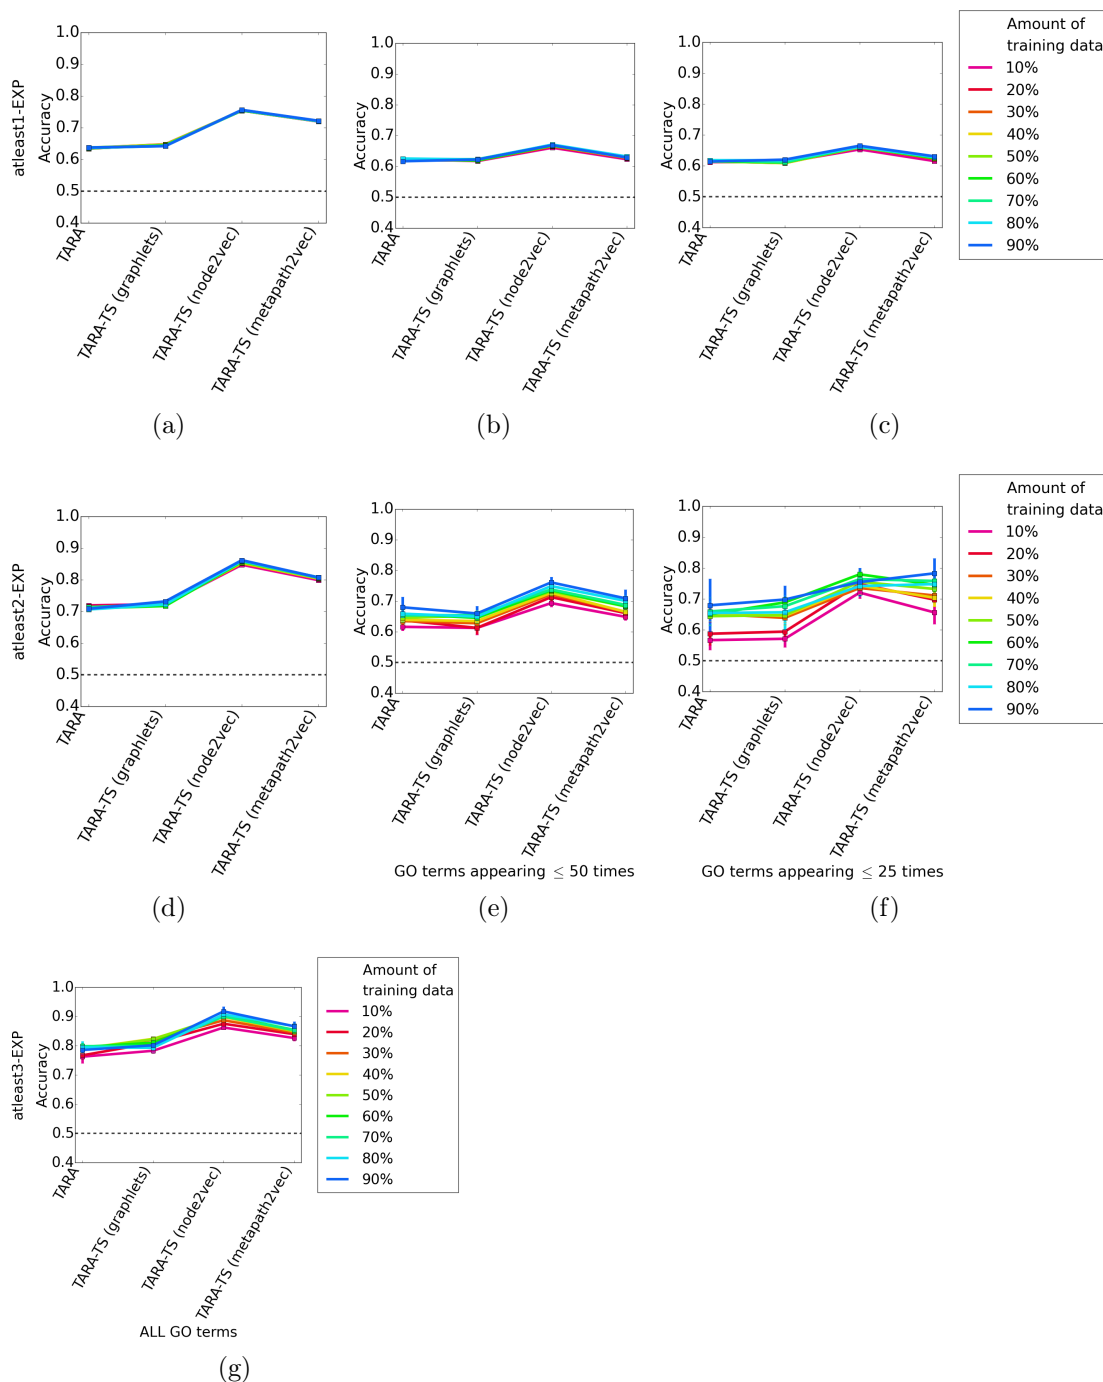 atleast1-EXP
Accuracy
1.0
0.9
0.8
0.7
0.6
0.5
0.4
TARA
TARA-TS (graphlets)
TARA-TS (node2vec)
TARA-TS (metapath2vec)
(a)
Accuracy
1.0
0.9
0.8
0.7
0.6
0.5
0.4
TARA
TARA-TS (graphlets)
TARA-TS (node2vec)
TARA-TS (metapath2vec)
(b)
Accuracy
1.0
0.9
0.8
0.7
0.6
0.5
0.4
TARA
TARA-TS (graphlets)
TARA-TS (node2vec)
TARA-TS (metapath2vec)
(c)
Amount of
training data
10%
20%
30%
40%
50%
60%
70%
80%
90%
atleast2-EXP
Accuracy
1.0
0.9
0.8
0.7
0.6
0.5
0.4
TARA
TARA-TS (graphlets)
TARA-TS (node2vec)
TARA-TS (metapath2vec)
(d)
Accuracy
1.0
0.9
0.8
0.7
0.6
0.5
0.4
TARA
TARA-TS (graphlets)
TARA-TS (node2vec)
TARA-TS (metapath2vec)
GO terms appearing ≤ 50 times
(e)
Accuracy
1.0
0.9
0.8
0.7
0.6
0.5
0.4
TARA
TARA-TS (graphlets)
TARA-TS (node2vec)
TARA-TS (metapath2vec)
GO terms appearing ≤ 25 times
(f)
Amount of
training data
10%
20%
30%
40%
50%
60%
70%
80%
90%
atleast3-EXP
Accuracy
1.0
0.9
0.8
0.7
0.6
0.5
0.4
TARA
TARA-TS (graphlets)
TARA-TS (node2vec)
TARA-TS (metapath2vec)
ALL GO terms
(g)
Amount of
training data
10%
20%
30%
40%
50%
60%
70%
80%
90%